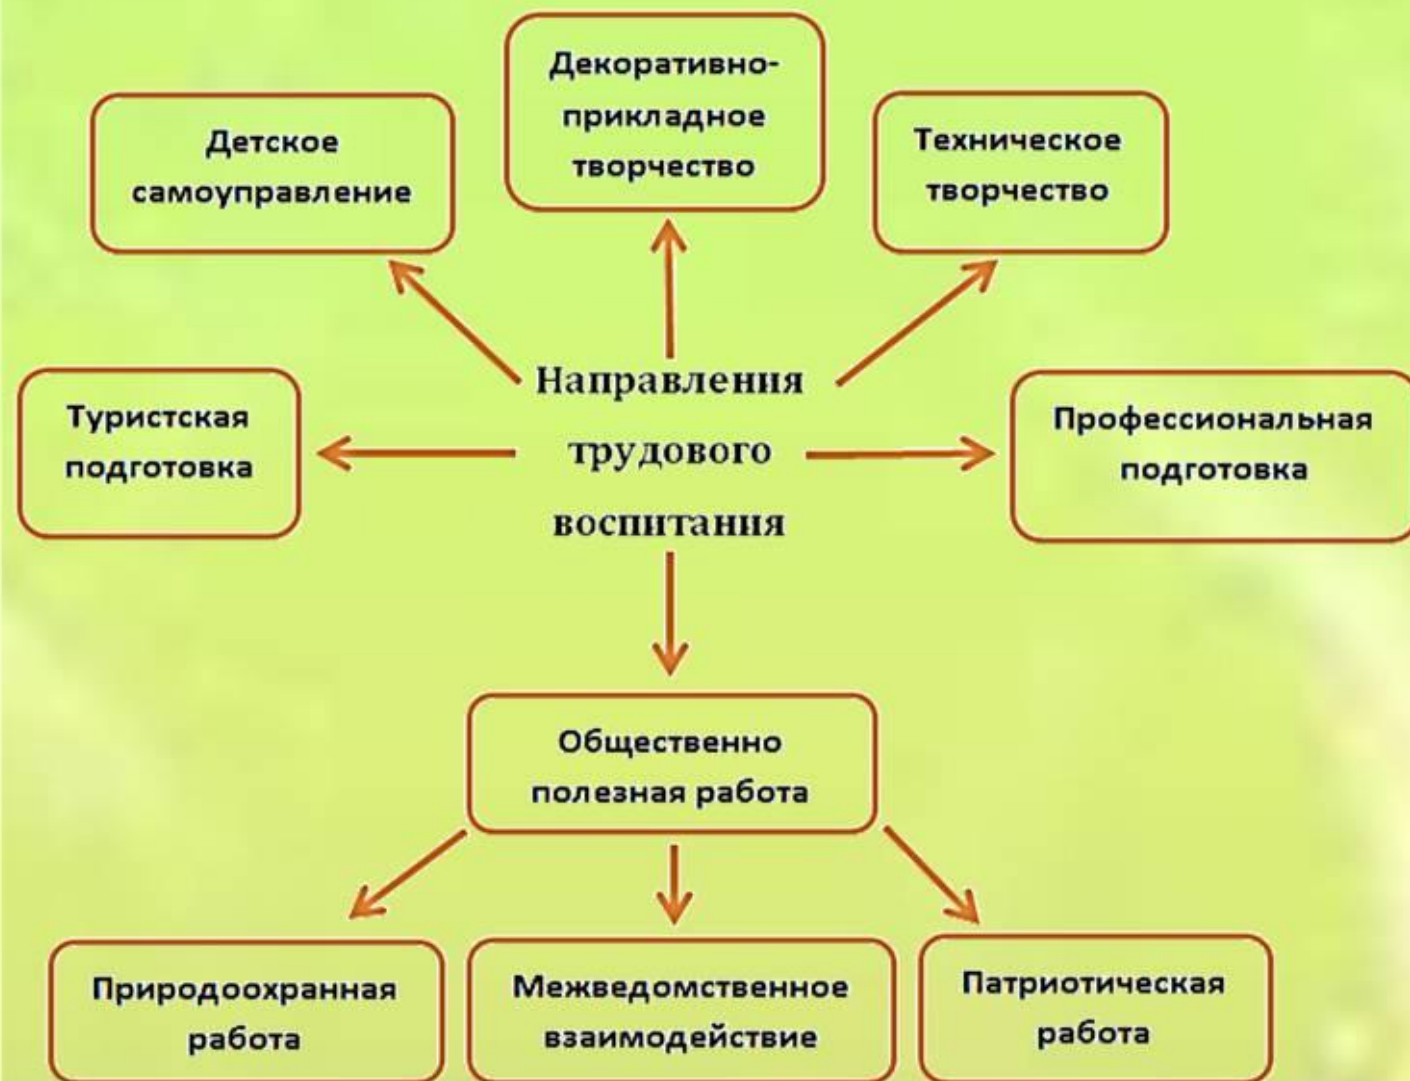 Декоративно-
прикладное
творчество
Детское
самоуправление
Техническое
творчество
Направления
трудового
воспитания
Туристская
подготовка
Профессиональная
подготовка
Общественно
полезная работа
Природоохранная
работа
Межведомственное
взаимодействие
Патриотическая
работа